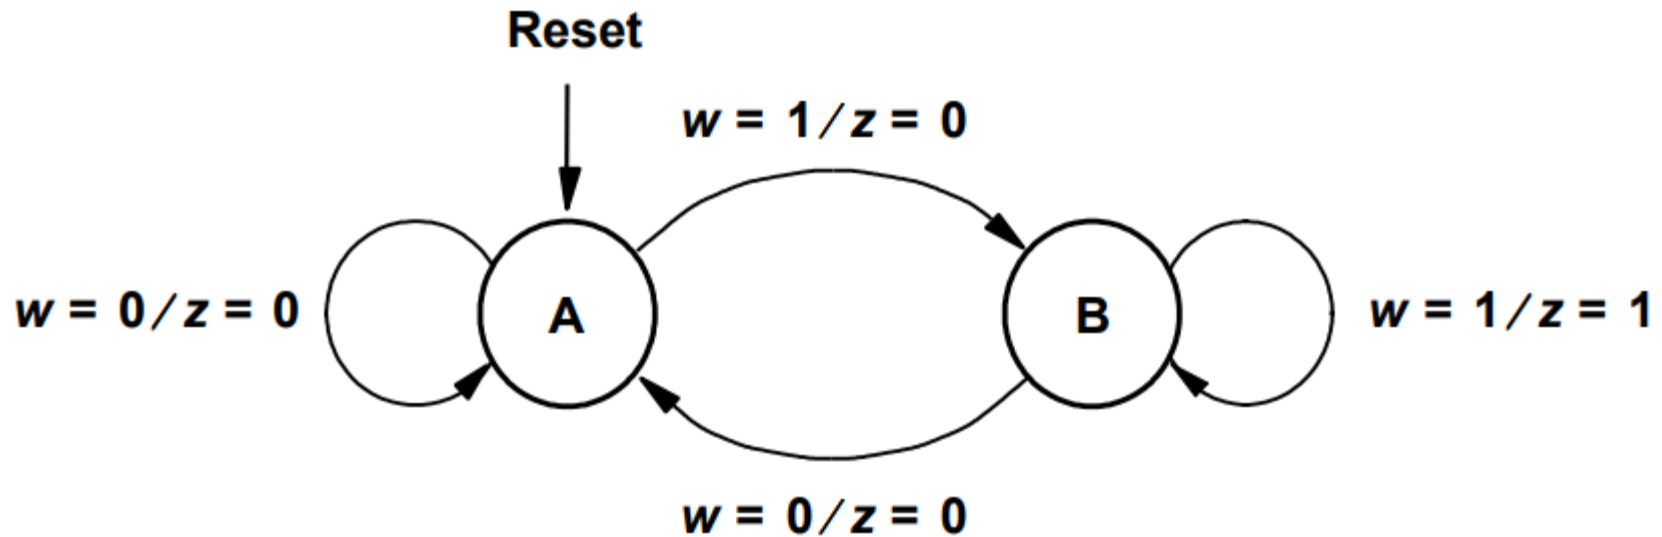 Reset
w = 1/z = 0
w = 0/z = 0
A
B
w = 1/z = 1
w = 0/z = 0